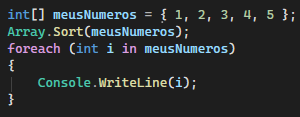 int[] meusNumeros = { 1, 2, 3, 4, 5 };
Array.Sort(meusNumeros);
foreach (int i in meusNumeros)
{
    Console.WriteLine(i);
}